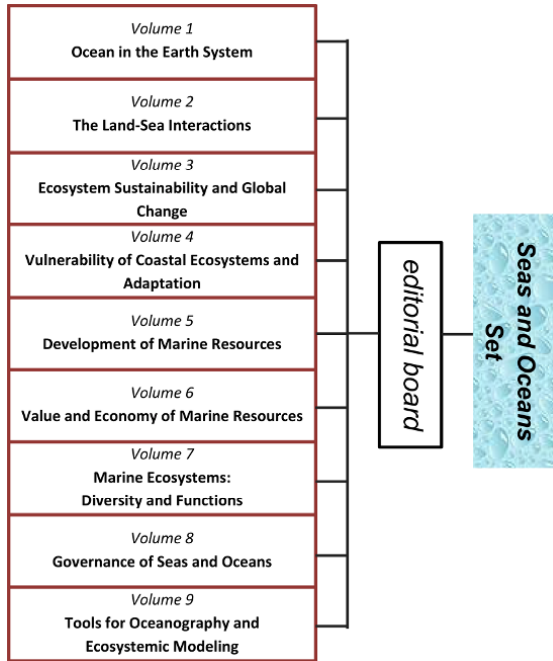 Volume 1
Ocean in the Earth System
Volume 2
The Land-Sea Interactions
Volume 3
Ecosystem Sustainability and Global
Change
Volume 4
Vulnerability of Coastal Ecosystems and
Adaptation
Volume 5
Development of Marine Resources
Volume 6
Value and Economy of Marine Resources
Volume 7
Marine Ecosystems:
Diversity and Functions
Volume 8
Governance of Seas and Oceans
Volume 9
Tools for Oceanography and
Ecosystemic Modeling
editorial board
Seas and Oceans
Set